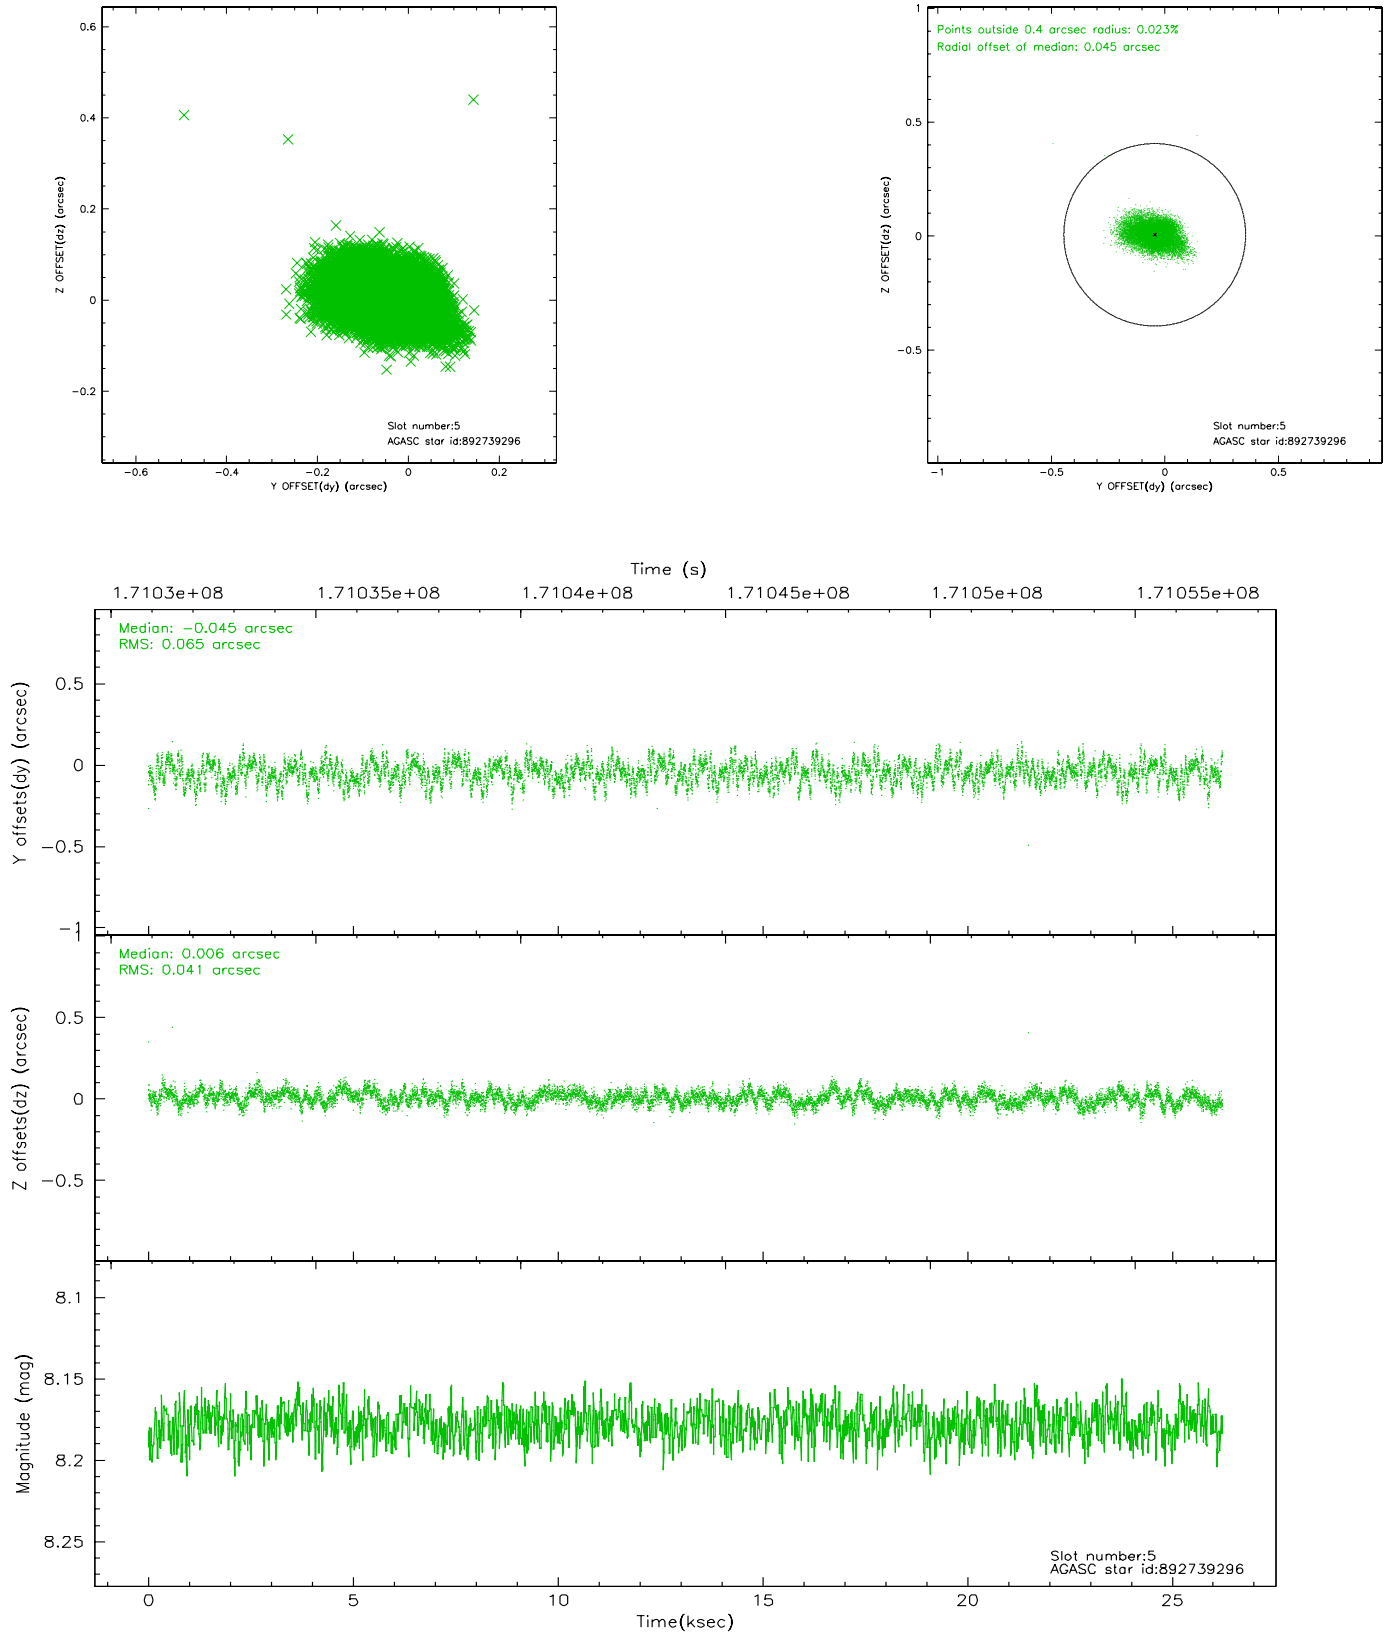 0.6
0.4
0.2
0
−0.2
Z OFFSET(dz) (arcsec)
Slot number:5
AGASC star id:892739296
−0.6
−0.4
−0.2
0
0.2
Y OFFSET(dy) (arcsec)
Points outside 0.4 arcsec radius: 0.023%
Radial offset of median: 0.045 arcsec
1
0.5
0
−0.5
Z OFFSET(dz) (arcsec)
Slot number:5
AGASC star id:892739296
−1
−0.5
0
0.5
Y OFFSET(dy) (arcsec)
Time (s)
1.7103e+08
1.71035e+08
1.7104e+08
1.71045e+08
1.7105e+08
1.71055e+08
Median: −0.045 arcsec
RMS: 0.065 arcsec
0.5
0
−0.5
−1
Y offsets(dy) (arcsec)
Median: 0.006 arcsec
RMS: 0.041 arcsec
1
0.5
0
−0.5
Z offsets(dz) (arcsec)
8.1
8.15
8.2
8.25
Magnitude (mag)
Slot number:5
AGASC star id:892739296
0
5
10
15
20
25
Time(ksec)